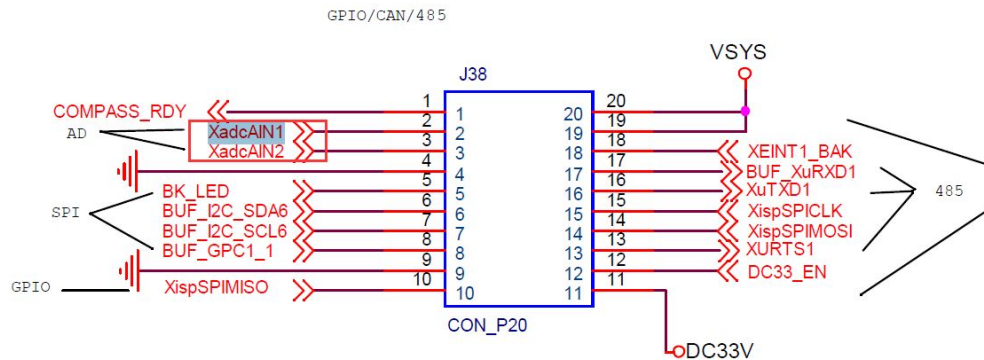 GPIO/CAN/485
VSYS
J38
COMPASS_RDY 1 1 20 20
AD XadcAIN1 2 2 19 19
XadcAIN2 3 3 18 18 XEINT1_BAK
4 4 17 17 BUF_XuRXD1
BK_LED 5 5 16 16 XuTXD1 485
SPI BUF_I2C_SDA6 6 6 15 15 XispSPICLK
BUF_I2C_SCL6 7 7 14 14 XispSPIMOSI
BUF_GPC1_1 8 8 13 13 XURTS1
9 9 12 12 DC33_EN
GPIO XispSPIMISO 10 10 11 11
CON_P20
DC33V